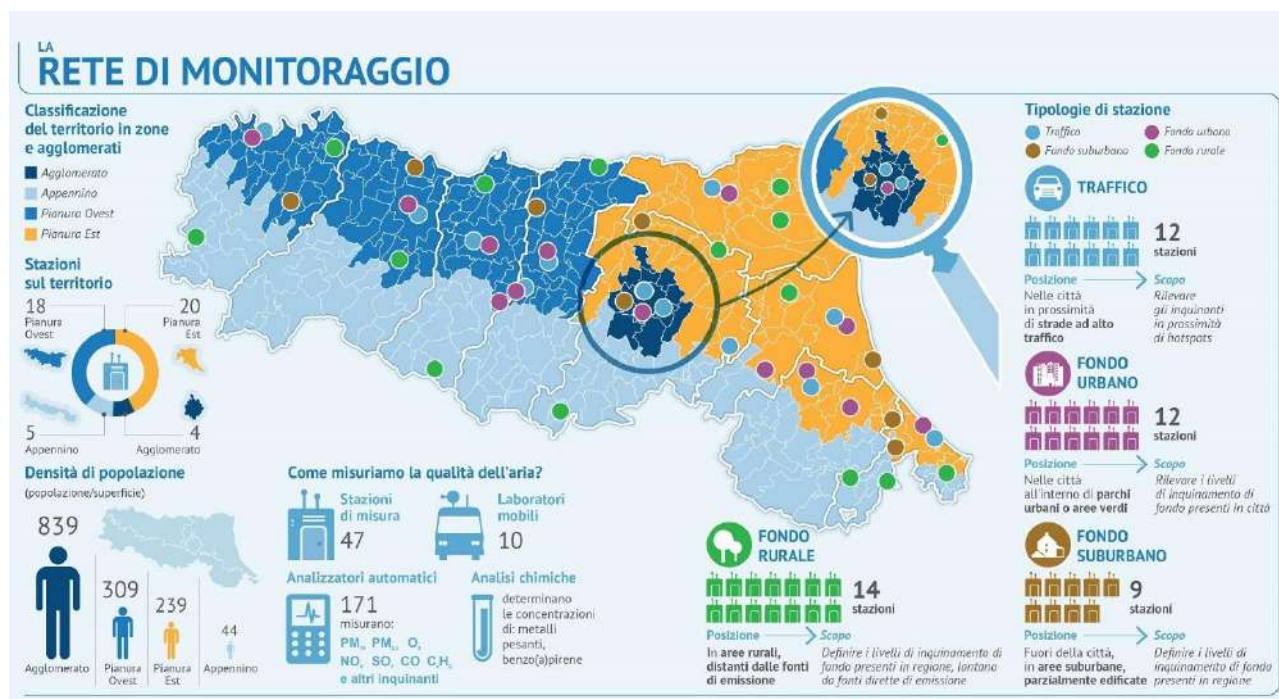 LA
RETE DI MONITORAGGIO
Classificazione
del territorio in zone
e agglomerati
Agglomerato
Appennino
Pianura Ovest
Pianura Est
Stazioni
sul territorio
18
Pianura
Ovest
20
Pianura
Est
5
Appennino
4
Agglomerato
Densità di popolazione
(popolazione/superficie)
839
309
239
44
Agglomerato
Pianura
Ovest
Pianura
Est
Appennino
Come misuriamo la qualità dell'aria?
Stazioni
di misura
47
Laboratori
mobili
10
Analizzatori automatici
171
misurano:
PM PM O
NO SO CO C H
e altri inquinanti
Analisi chimiche
determinano
le concentrazioni
di: metalli
pesanti,
benzo(a)pirene
Tipologie di stazione
Traffico
Fondo urbano
Fondo suburbano
Fondo rurale
TRAFFICO
12
stazioni
Posizione
Nelle città
in prossimità
di strade ad alto
traffico
Scopo
Rilevare
gli inquinanti
in prossimità
di hotspots
FONDO
URBANO
12
stazioni
Posizione
Nelle città
all'interno di parchi
urbani o aree verdi
Scopo
Rilevare i livelli
di inquinamento di
fondo presenti in città
FONDO
RURALE
14
stazioni
Posizione
In aree rurali,
distanti dalle fonti
di emissione
Scopo
Definire i livelli di inquinamento di
fondo presenti in regione, lontano
da fonti dirette di emissione
FONDO
SUBURBANO
9
stazioni
Posizione
Fuori della città,
in aree suburbane,
parzialmente edificate
Scopo
Definire i livelli di
inquinamento di fondo
presenti in regione